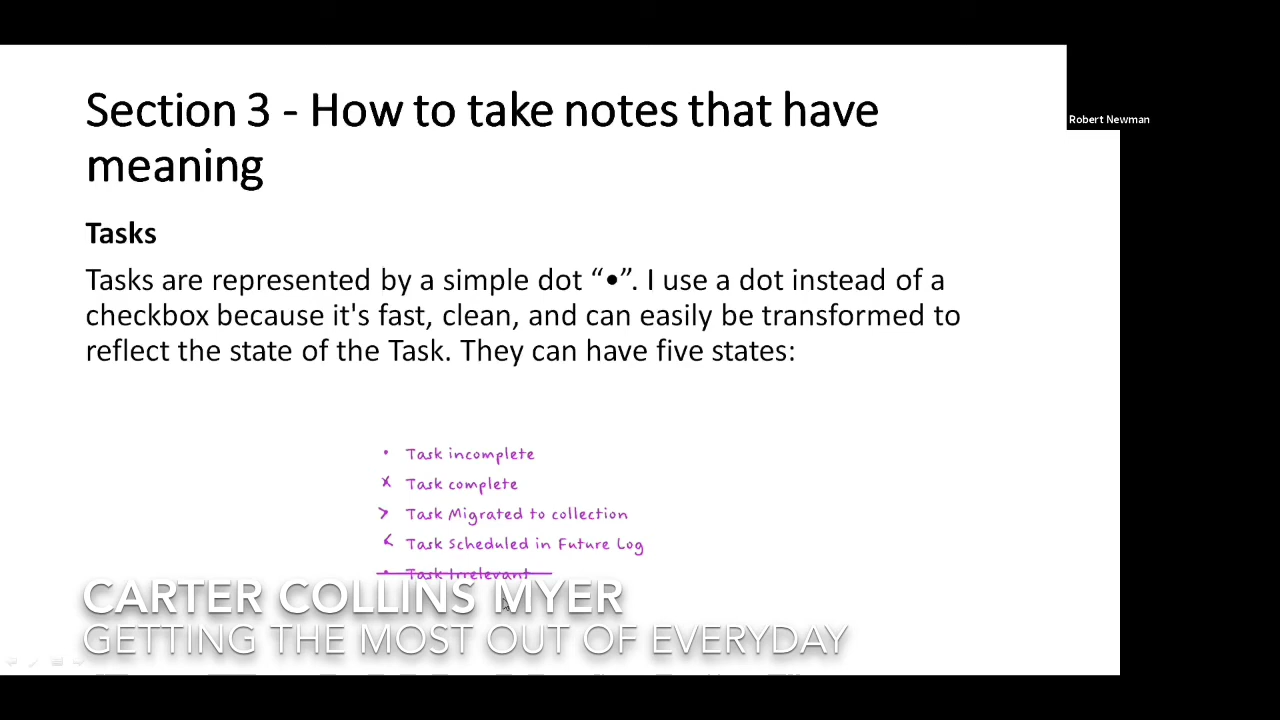 Section 3 - How to take notes that have
meaning
Robert Newman
Tasks
Tasks are represented by a simple dot “•”. I use a dot instead of a
checkbox because it's fast, clean, and can easily be transformed to
reflect the state of the Task. They can have five states:
• Task incomplete
x Task complete
> Task Migrated to collection
< Task Scheduled in Future Log
• Task Irrelevant
CARTER COLLINS MYER
GETTING THE MOST OUT OF EVERYDAY